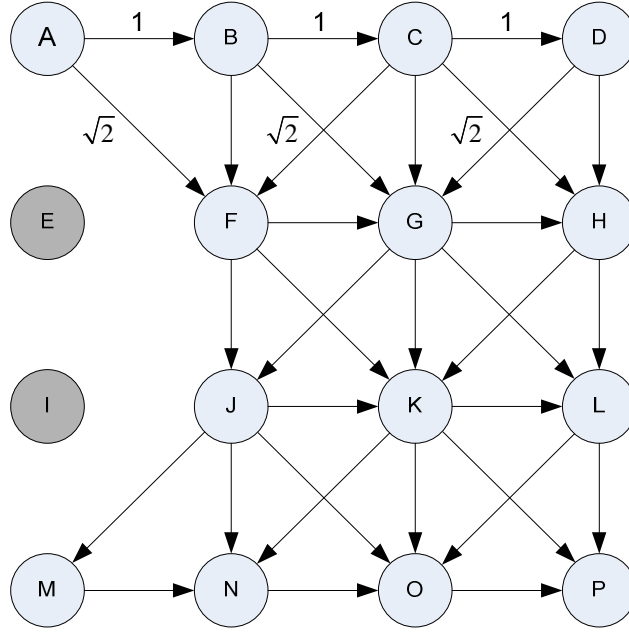 1 1 1
A B C D
√2 √2 √2
E F G H
I J K L
M N O P